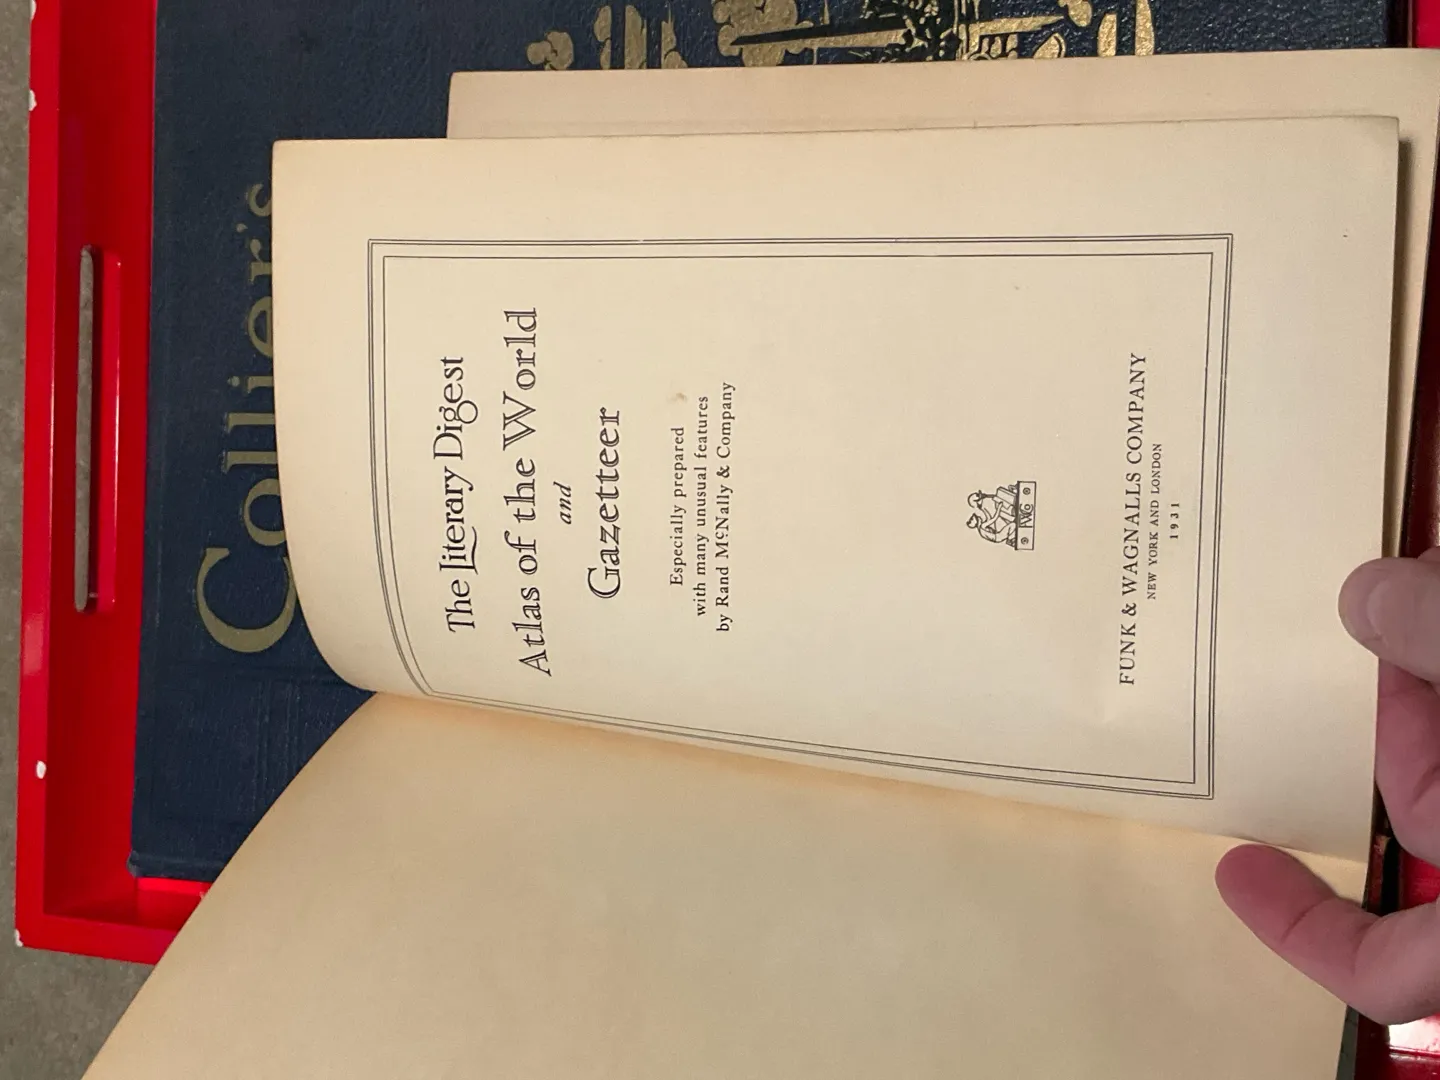 The Literary Digest
Atlas of the World
and
Gazetteer
Especially prepared
with many unusual features
by Rand McNally & Company
FUNK & WAGNALLS COMPANY
NEW YORK AND LONDON
1931
Collier's